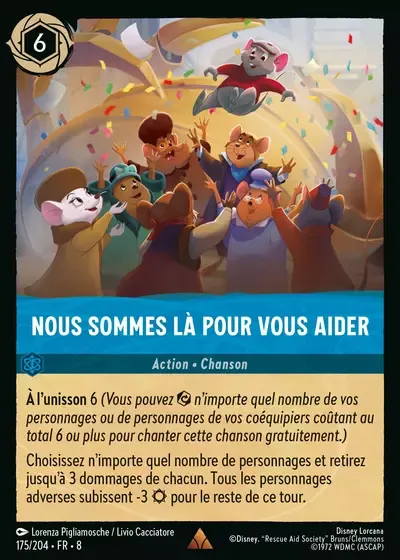 6
NOUS SOMMES LÀ POUR VOUS AIDER
Action • Chanson
À l'unisson 6 (Vous pouvez n'importe quel nombre de vos
personnages ou de personnages de vos coéquipiers coûtant au
total 6 ou plus pour chanter cette chanson gratuitement.)
Choisissez n'importe quel nombre de personnages et retirez
jusqu'à 3 dommages de chacun. Tous les personnages
adverses subissent -3 pour le reste de ce tour.
Lorenza Pigliamosche / Livio Cacciatore
175/204 • FR • 8
Disney Lorcana
©Disney. "Rescue Aid Society" Bruns/Clemmons
©1972 WDMC (ASCAP)